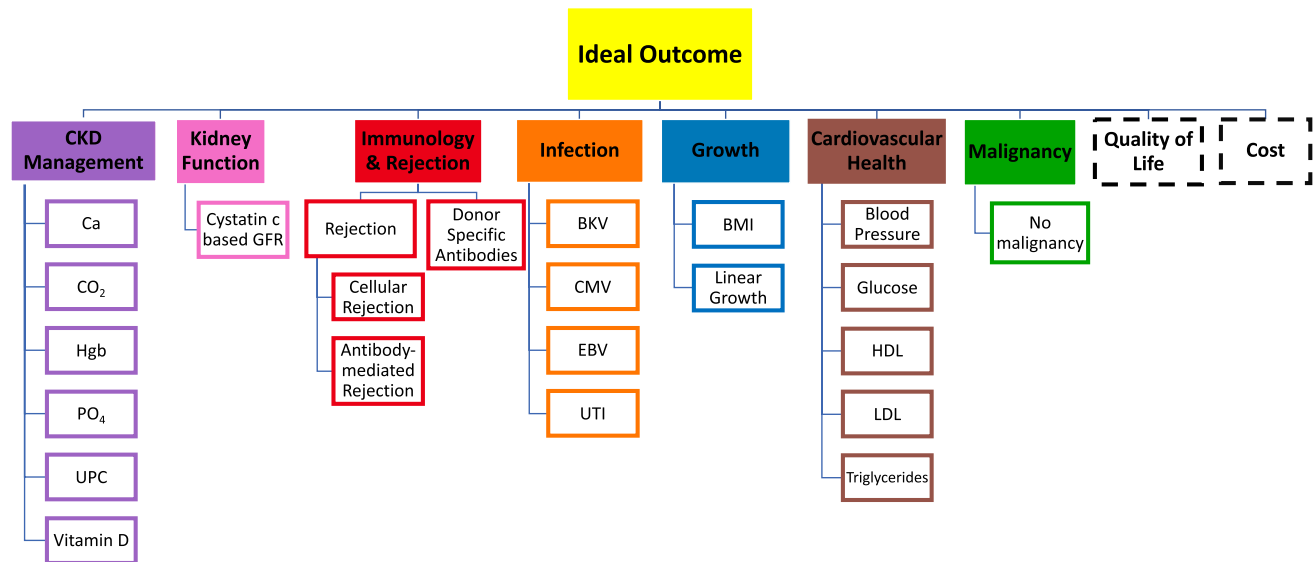 Ideal Outcome
CKD
Management
Ca
CO₂
Hgb
PO₄
UPC
Vitamin D
Kidney
Function
Cystatin c
based GFR
Immunology
& Rejection
Rejection
Cellular
Rejection
Antibody-
mediated
Rejection
Donor
Specific
Antibodies
Infection
BKV
CMV
EBV
UTI
Growth
BMI
Linear
Growth
Cardiovascular
Health
Blood
Pressure
Glucose
HDL
LDL
Triglycerides
Malignancy
No
malignancy
Quality of
Life
Cost